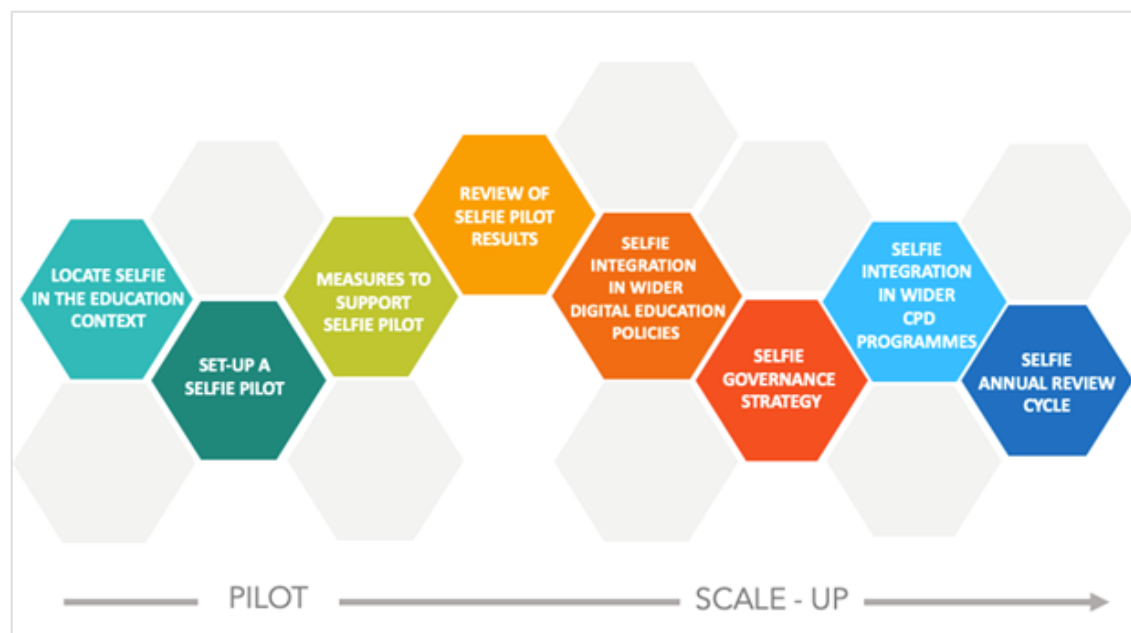 LOCATE SELFIE
IN THE EDUCATION
CONTEXT
SET-UP A
SELFIE PILOT
MEASURES TO
SUPPORT
SELFIE PILOT
REVIEW OF
SELFIE PILOT
RESULTS
SELFIE
INTEGRATION
IN WIDER
DIGITAL EDUCATION
POLICIES
SELFIE
GOVERNANCE
STRATEGY
SELFIE
INTEGRATION
IN WIDER
CPD
PROGRAMMES
SELFIE
ANNUAL REVIEW
CYCLE
PILOT
SCALE - UP